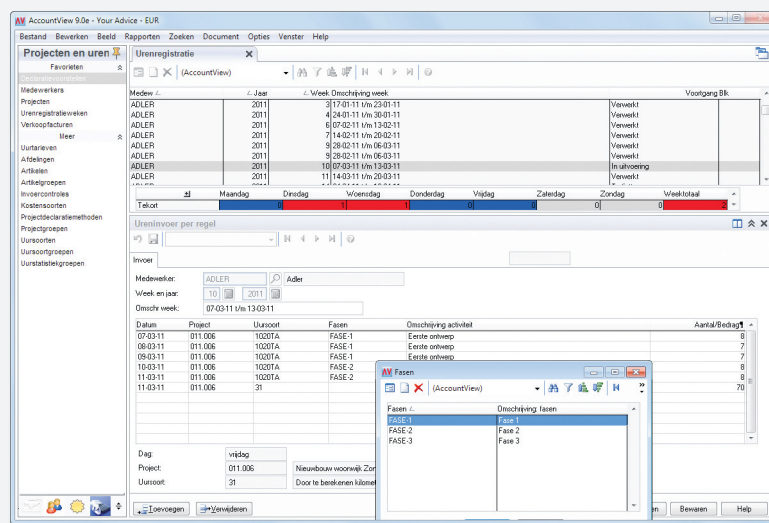 AccountView 9.0e - Your Advice - EUR
Bestand Bewerken Beeld Rapporten Zoeken Document Opties Venster Help
Projecten en uren
Favorieten
Declaratievoorstellen
Medewerkers
Projecten
Urenregistratieweken
Verkoopfacturen
Meer
Uurtarieven
Afdelingen
Artikelen
Artikelgroepen
Invoercontroles
Kostensoorten
Projectdeclaratiemethoden
Projectgroepen
Uursoorten
Uursoortgroepen
Uurstatistiekgroepen
Urenregistratie
(AccountView)
Medew Jaar Week Omschrijving week Voortgang Blk
ADLER 2011 3 17-01-11 t/m 23-01-11 Verwerkt
ADLER 2011 4 24-01-11 t/m 30-01-11 Verwerkt
ADLER 2011 6 07-02-11 t/m 13-02-11 Verwerkt
ADLER 2011 7 14-02-11 t/m 20-02-11 Verwerkt
ADLER 2011 9 28-02-11 t/m 06-03-11 Verwerkt
ADLER 2011 9 28-02-11 t/m 06-03-11 Verwerkt
ADLER 2011 10 07-03-11 t/m 13-03-11 In uitvoering
ADLER 2011 11 14-03-11 t/m 20-03-11 Verwerkt
Maandag Dinsdag Woensdag Donderdag Vrijdag Zaterdag Zondag Weektotaal
Tekort 0 1 1 0 0 0 0 2
Ureninvoer per regel
Invoer
Medewerker: ADLER Adler
Week en jaar: 10 2011
Omschr week: 07-03-11 t/m 13-03-11
Datum Project Uursoort Fasen Omschrijving activiteit Aantal/Bedrag¶
07-03-11 011.006 1020TA FASE-1 Eerste ontwerp 8
08-03-11 011.006 1020TA FASE-1 Eerste ontwerp 7
09-03-11 011.006 1020TA FASE-1 Eerste ontwerp 7
10-03-11 011.006 1020TA FASE-2 8
11-03-11 011.006 1020TA FASE-2 8
11-03-11 011.006 31 70
Dag: vrijdag
Project: 011.006 Nieuwbouw woonwijk Zon
Uursoort: 31 Door te berekenen kilomet
Toevoegen Verwijderen
Bewaren Help
Fasen
(AccountView)
Fasen Omschrijving fasen
FASE-1 Fase 1
FASE-2 Fase 2
FASE-3 Fase 3